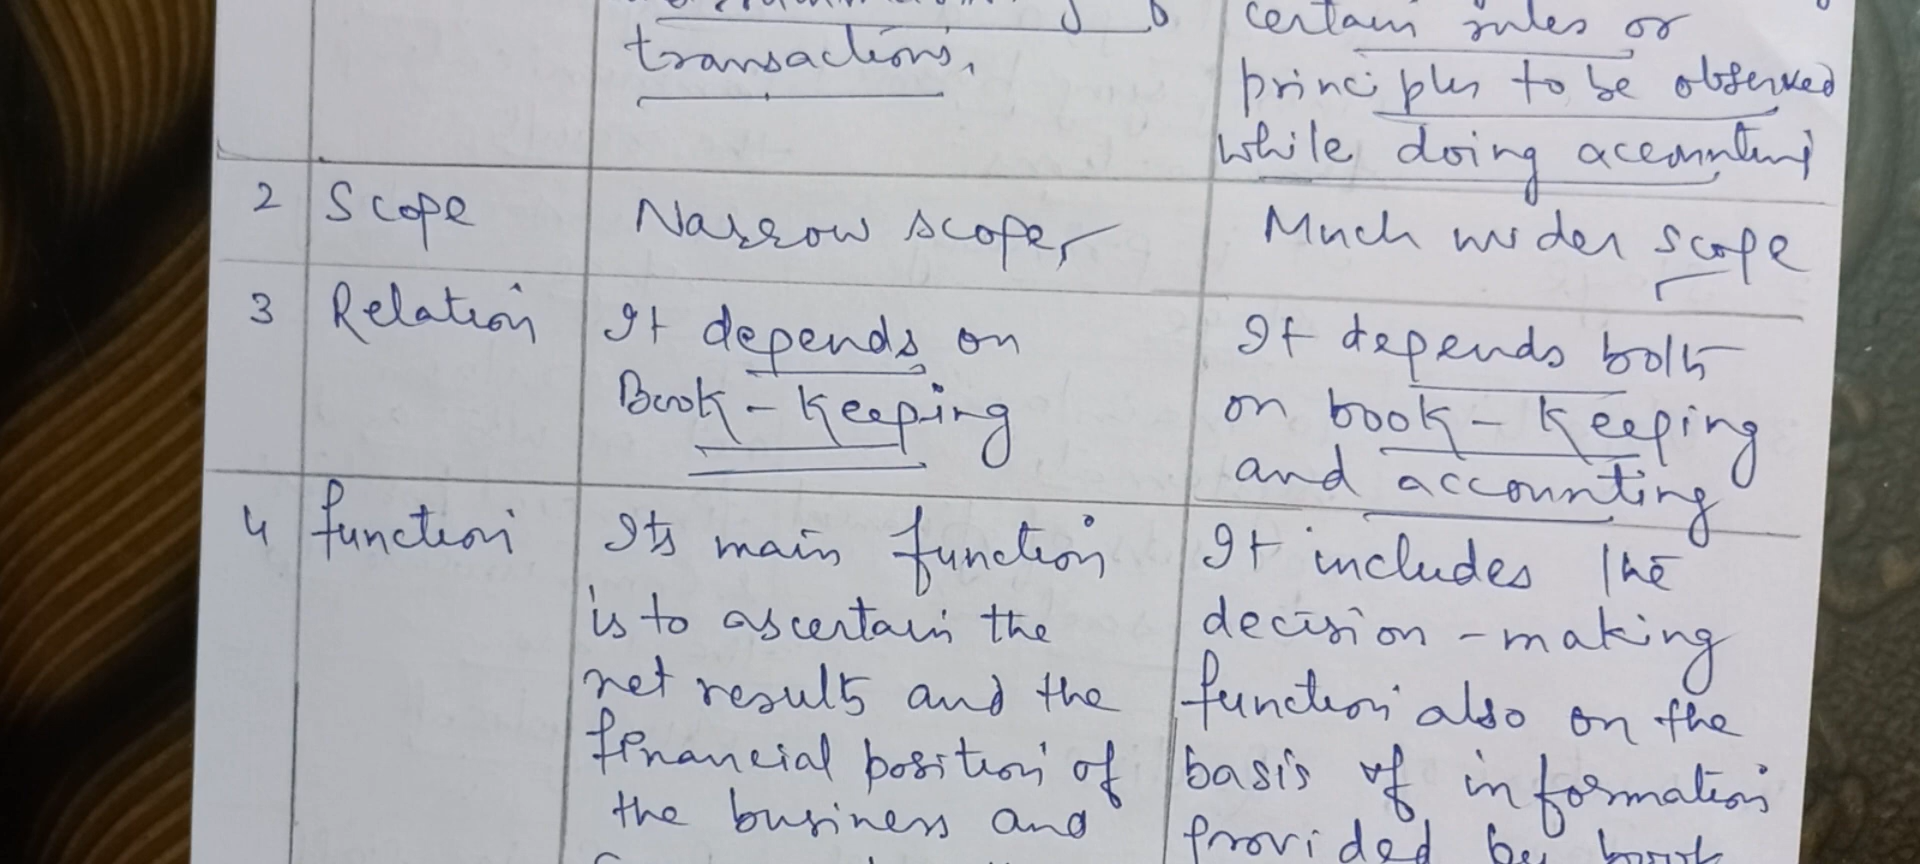 certain rules or
transactions,
principles to be observed
while doing accounting
2 Scope Narrow scope, Much wider scope
3 Relation It depends on It depends both
Book - Keeping on book - Keeping
and accounting
4 function Its main function It includes the
is to ascertain the decision - making
net results and the function also on the
financial position of basis of information
the business and provided by book